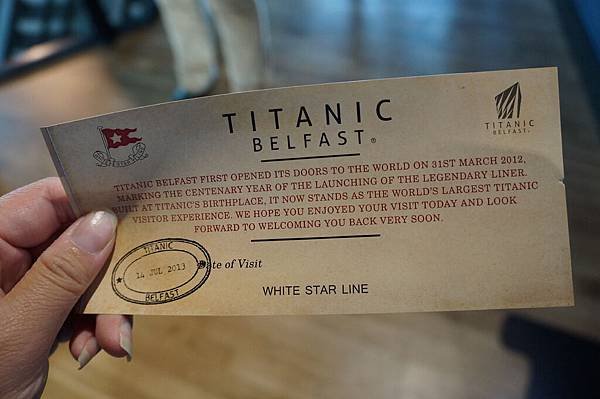 TITANIC
BELFAST®
TITANIC
BELFAST
TITANIC BELFAST FIRST OPENED ITS DOORS TO THE WORLD ON 31ST MARCH 2012,
MARKING THE CENTENARY YEAR OF THE LAUNCHING OF THE LEGENDARY LINER.
BUILT AT TITANIC'S BIRTHPLACE, IT NOW STANDS AS THE WORLD'S LARGEST TITANIC
VISITOR EXPERIENCE. WE HOPE YOU ENJOYED YOUR VISIT TODAY AND LOOK
FORWARD TO WELCOMING YOU BACK VERY SOON.
TITANIC
14 JUL 2013
BELFAST
Date of Visit
WHITE STAR LINE